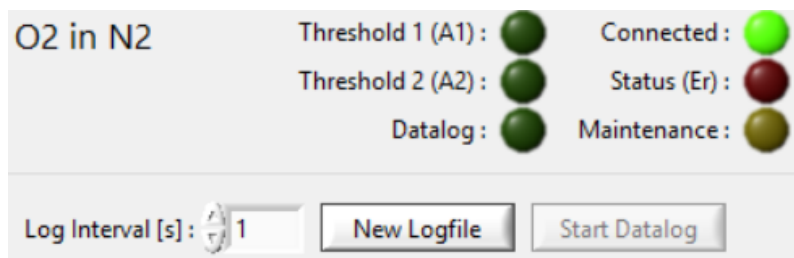 O2 in N2
Threshold 1 (A1) :
Connected :
Threshold 2 (A2) :
Status (Er) :
Datalog :
Maintenance :
Log Interval [s] : 1
New Logfile
Start Datalog